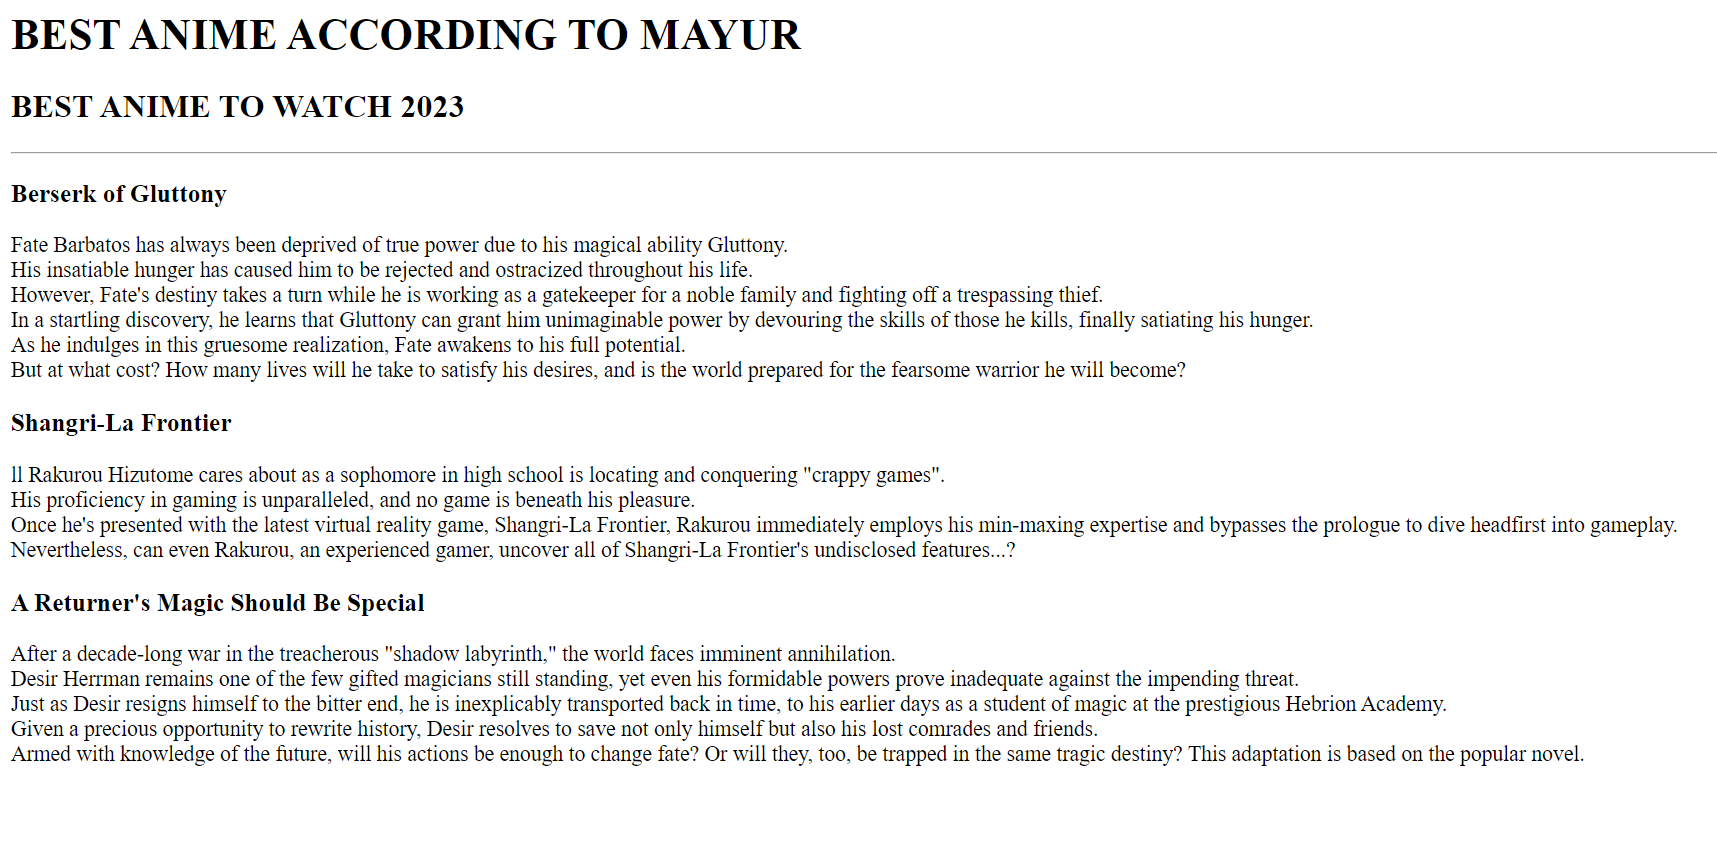 BEST ANIME ACCORDING TO MAYUR
BEST ANIME TO WATCH 2023
Berserk of Gluttony
Fate Barbatos has always been deprived of true power due to his magical ability Gluttony.
His insatiable hunger has caused him to be rejected and ostracized throughout his life.
However, Fate's destiny takes a turn while he is working as a gatekeeper for a noble family and fighting off a trespassing thief.
In a startling discovery, he learns that Gluttony can grant him unimaginable power by devouring the skills of those he kills, finally satiating his hunger.
As he indulges in this gruesome realization, Fate awakens to his full potential.
But at what cost? How many lives will he take to satisfy his desires, and is the world prepared for the fearsome warrior he will become?
Shangri-La Frontier
ll Rakurou Hizutome cares about as a sophomore in high school is locating and conquering "crappy games".
His proficiency in gaming is unparalleled, and no game is beneath his pleasure.
Once he's presented with the latest virtual reality game, Shangri-La Frontier, Rakurou immediately employs his min-maxing expertise and bypasses the prologue to dive headfirst into gameplay.
Nevertheless, can even Rakurou, an experienced gamer, uncover all of Shangri-La Frontier's undisclosed features...?
A Returner's Magic Should Be Special
After a decade-long war in the treacherous "shadow labyrinth," the world faces imminent annihilation.
Desir Herrman remains one of the few gifted magicians still standing, yet even his formidable powers prove inadequate against the impending threat.
Just as Desir resigns himself to the bitter end, he is inexplicably transported back in time, to his earlier days as a student of magic at the prestigious Hebrion Academy.
Given a precious opportunity to rewrite history, Desir resolves to save not only himself but also his lost comrades and friends.
Armed with knowledge of the future, will his actions be enough to change fate? Or will they, too, be trapped in the same tragic destiny? This adaptation is based on the popular novel.